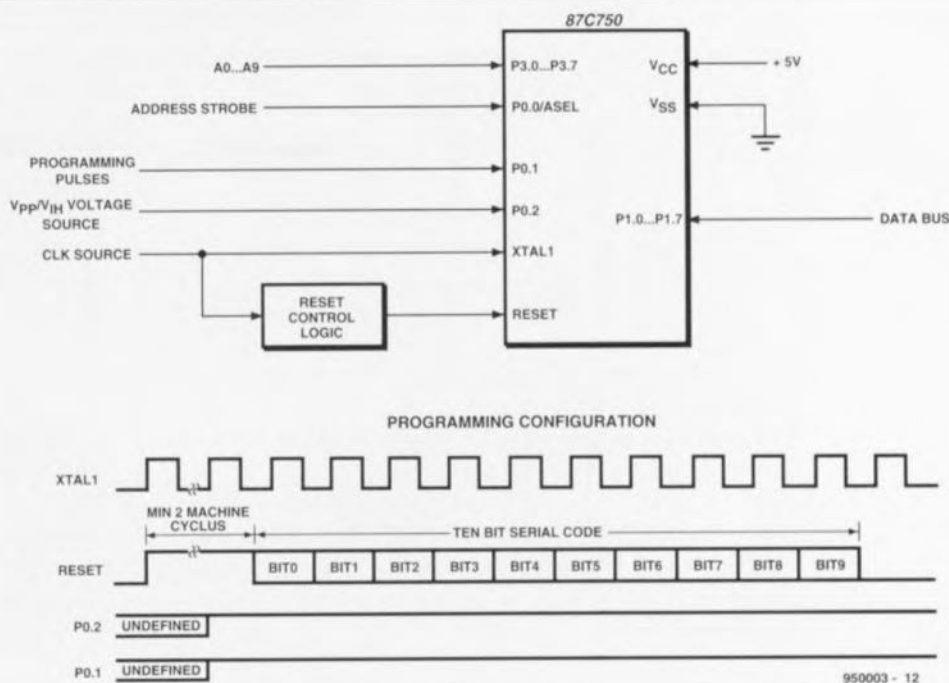 87C750
A0...A9
P3.0...P3.7
VCC
+ 5V
ADDRESS STROBE
P0.0/ASEL
VSS
PROGRAMMING
PULSES
P0.1
VPP/VIH VOLTAGE
SOURCE
P0.2
P1.0...P1.7
DATA BUS
CLK SOURCE
XTAL1
RESET
CONTROL
LOGIC
RESET
PROGRAMMING CONFIGURATION
XTAL1
MIN 2 MACHINE
CYCLUS
TEN BIT SERIAL CODE
RESET
BIT0 BIT1 BIT2 BIT3 BIT4 BIT5 BIT6 BIT7 BIT8 BIT9
P0.2 UNDEFINED
P0.1 UNDEFINED
950003 - 12